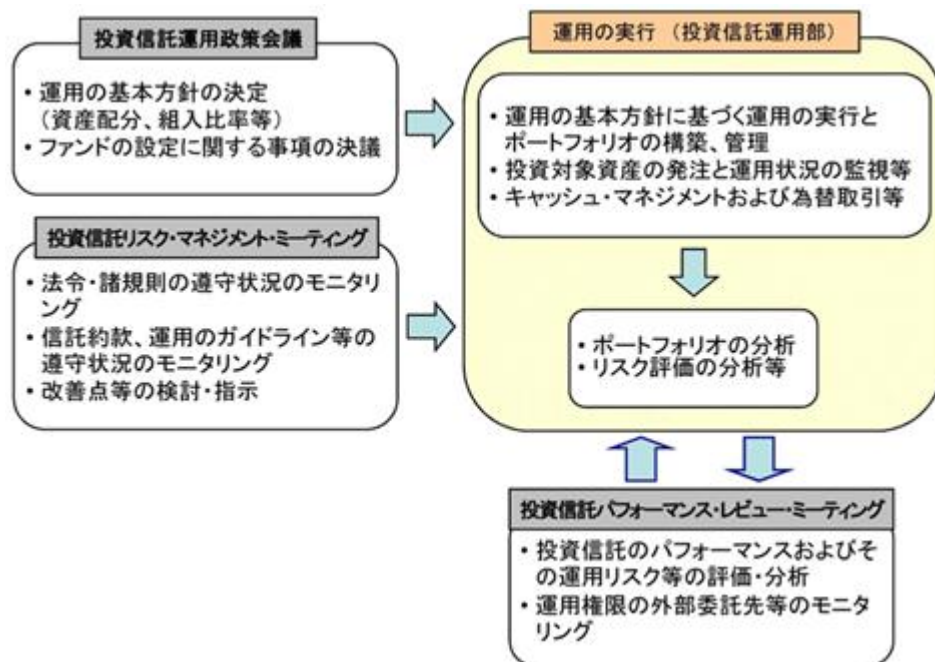 投資信託運用政策会議
• 運用の基本方針の決定
（資産配分、組入比率等）
• ファンドの設定に関する事項の決議
投資信託リスク・マネジメント・ミーティング
• 法令・諸規則の遵守状況のモニタリ
ング
• 信託約款、運用のガイドライン等の
遵守状況のモニタリング
• 改善点等の検討・指示
運用の実行 （投資信託運用部）
• 運用の基本方針に基づく運用の実行と
ポートフォリオの構築、管理
• 投資対象資産の発注と運用状況の監視等
• キャッシュ・マネジメントおよび為替取引等
• ポートフォリオの分析
• リスク評価の分析等
投資信託パフォーマンス・レビュー・ミーティング
• 投資信託のパフォーマンスおよびそ
の運用リスク等の評価・分析
• 運用権限の外部委託先等のモニタ
リング